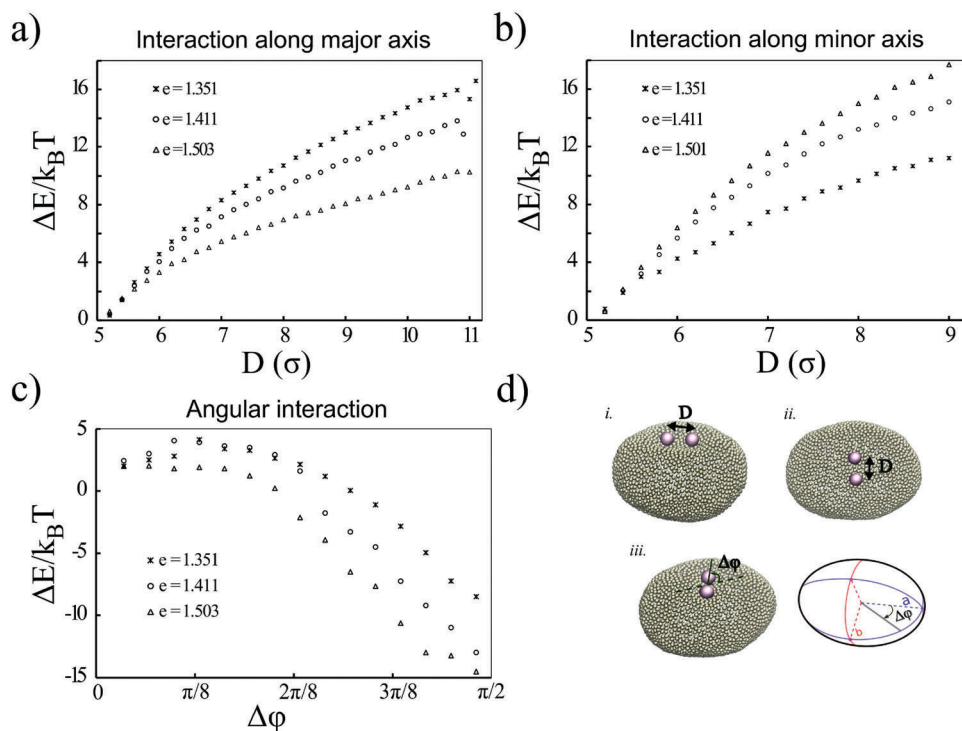 a)
Interaction along major axis
ΔE/k_BT
16
12
8
4
0
e = 1.351
e = 1.411
e = 1.503
5 6 7 8 9 10 11
D (σ)
b)
Interaction along minor axis
ΔE/k_BT
16
12
8
4
0
e = 1.351
e = 1.411
e = 1.501
5 6 7 8 9
D (σ)
c)
Angular interaction
ΔE/k_BT
5
0
-5
-10
-15
e = 1.351
e = 1.411
e = 1.503
0 π/8 2π/8 3π/8 π/2
Δφ
d)
i.
D
ii.
D
iii.
Δφ
a
Δφ
b